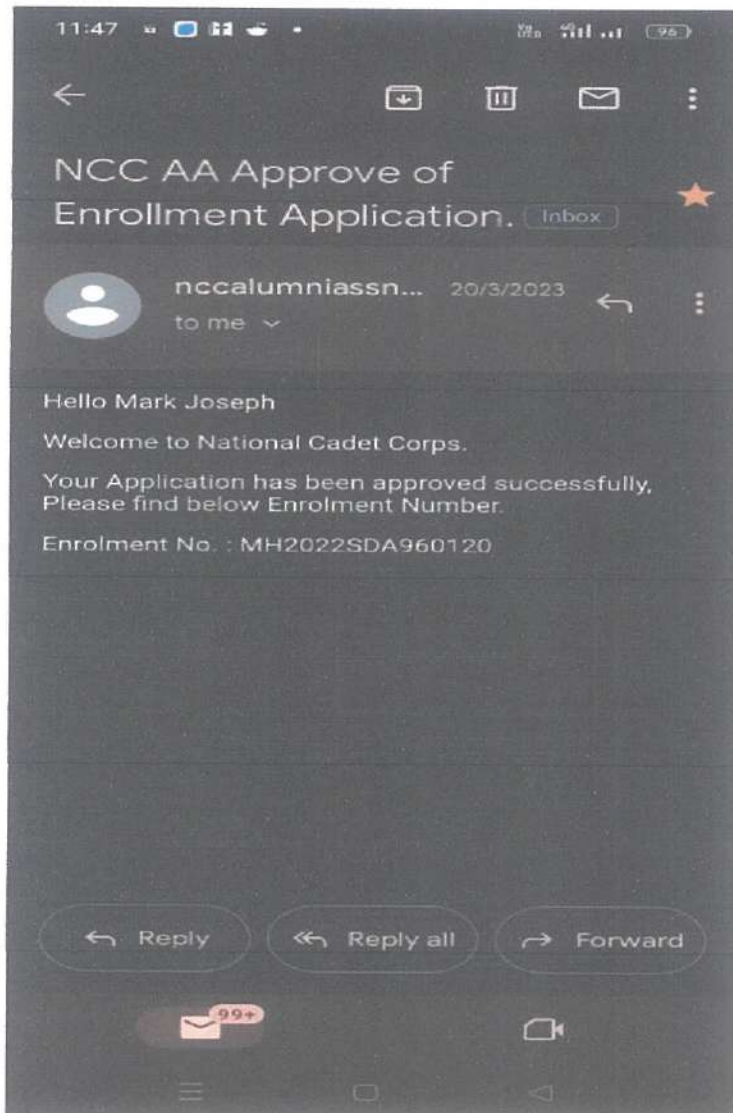 11:47
96
NCC AA Approve of
Enrollment Application. Inbox
nccalumniassn... 20/3/2023
to me
Hello Mark Joseph
Welcome to National Cadet Corps.
Your Application has been approved successfully,
Please find below Enrolment Number.
Enrolment No. : MH2022SDA960120
Reply
Reply all
Forward
99+